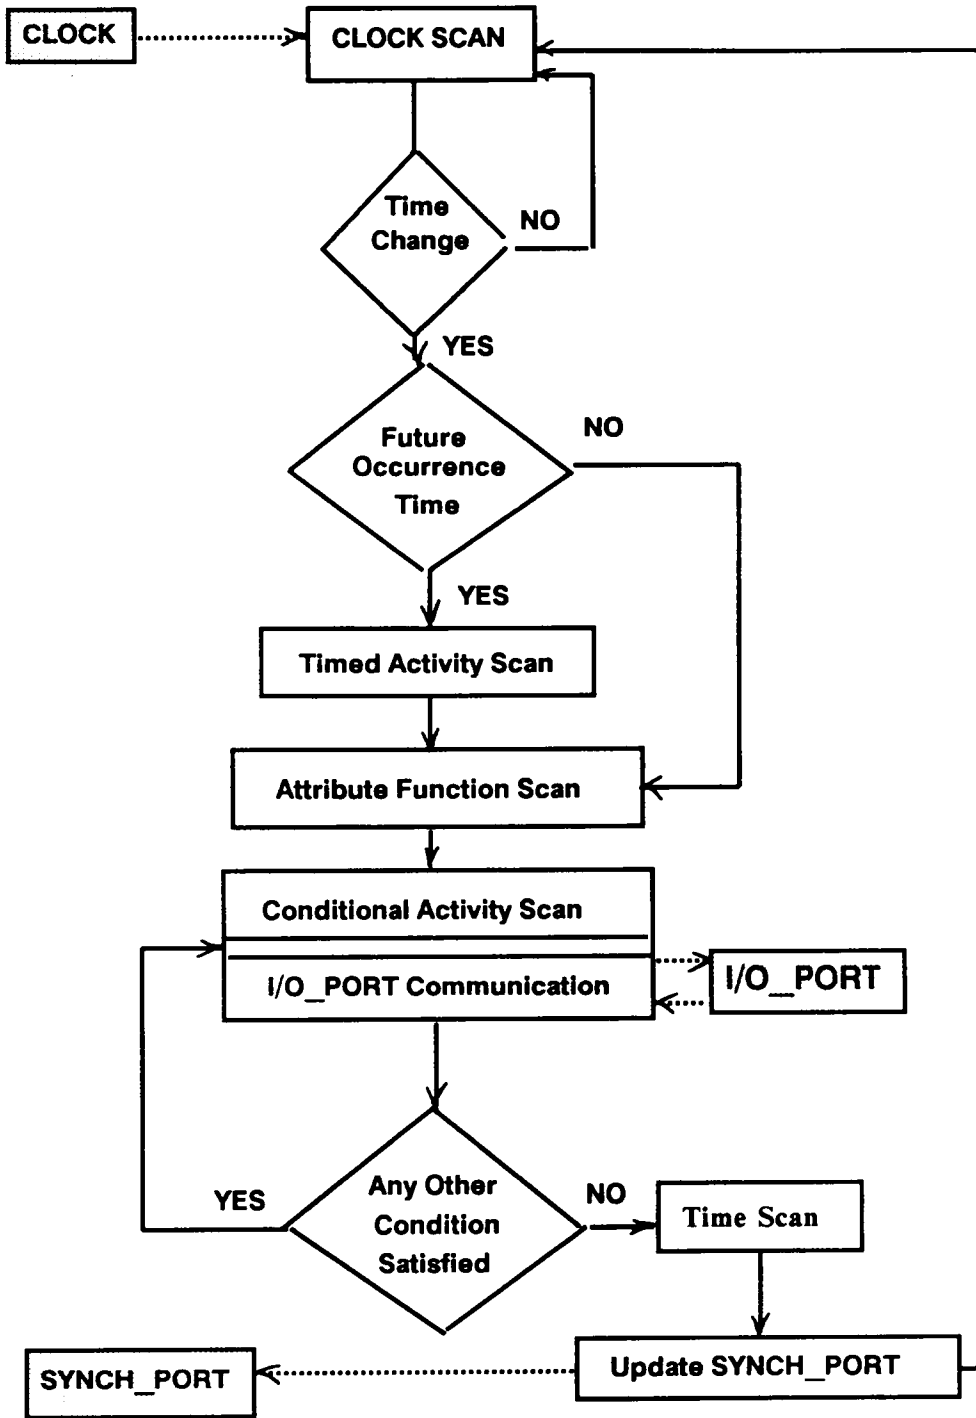 CLOCK
CLOCK SCAN
Time
Change
NO
YES
Future
Occurrence
Time
NO
YES
Timed Activity Scan
Attribute Function Scan
Conditional Activity Scan
I/O_PORT Communication
I/O_PORT
YES
Any Other
Condition
Satisfied
NO
Time Scan
Update SYNCH_PORT
SYNCH_PORT